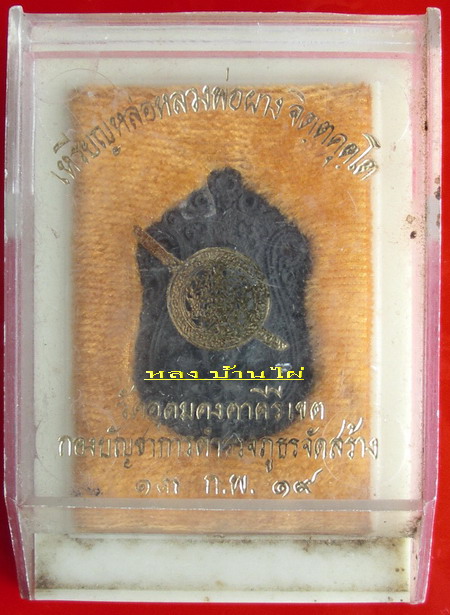 เหรียญหล่อหลวงพ่อผาง จิตฺตคุตฺโต
หลง บ้านไผ่
วัดอุดมคงคาคีรีเขต
กองบัญชาการตำรวจภูธรจัดสร้าง
๑๓ ก.พ. ๑๙